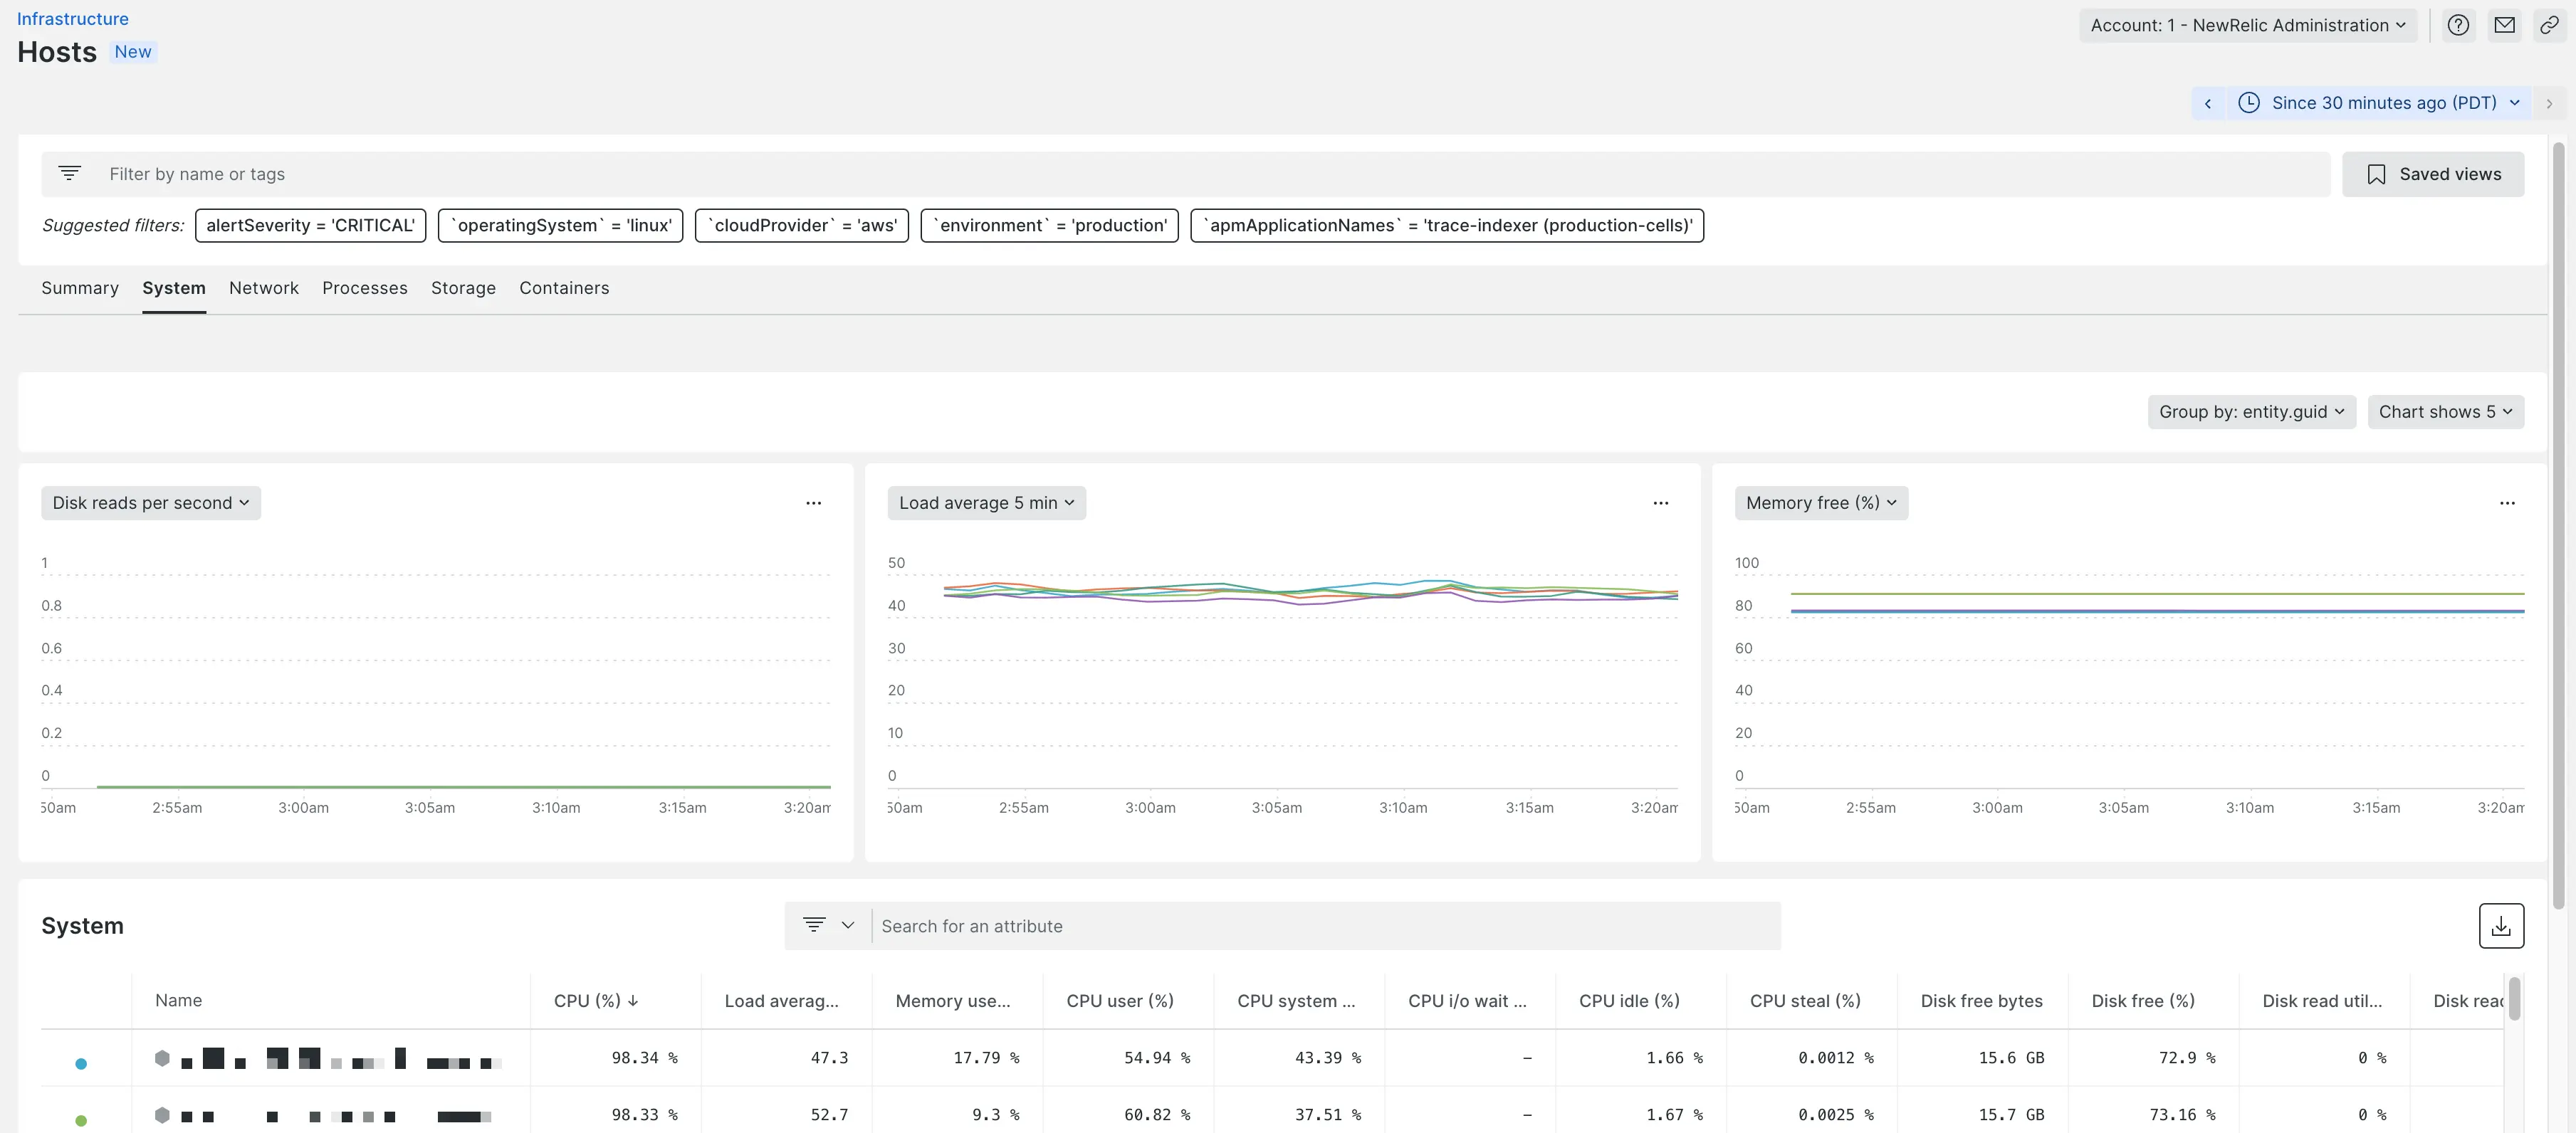 Infrastructure
Hosts New
Account: 1 - NewRelic Administration
Since 30 minutes ago (PDT)
Filter by name or tags
Saved views
Suggested filters: alertSeverity = 'CRITICAL' `operatingSystem` = 'linux' `cloudProvider` = 'aws' `environment` = 'production' `apmApplicationNames` = 'trace-indexer (production-cells)'
Summary System Network Processes Storage Containers
Group by: entity.guid Chart shows 5
Disk reads per second ...
1
0.8
0.6
0.4
0.2
0
50am 2:55am 3:00am 3:05am 3:10am 3:15am 3:20am
Load average 5 min ...
50
40
30
20
10
0
50am 2:55am 3:00am 3:05am 3:10am 3:15am 3:20am
Memory free (%) ...
100
80
60
40
20
0
50am 2:55am 3:00am 3:05am 3:10am 3:15am 3:20am
System
Search for an attribute
Name CPU (%) ↓ Load averag... Memory use... CPU user (%) CPU system ... CPU i/o wait ... CPU idle (%) CPU steal (%) Disk free bytes Disk free (%) Disk read util... Disk read
98.34 % 47.3 17.79 % 54.94 % 43.39 % – 1.66 % 0.0012 % 15.6 GB 72.9 % 0 %
98.33 % 52.7 9.3 % 60.82 % 37.51 % – 1.67 % 0.0025 % 15.7 GB 73.16 % 0 %